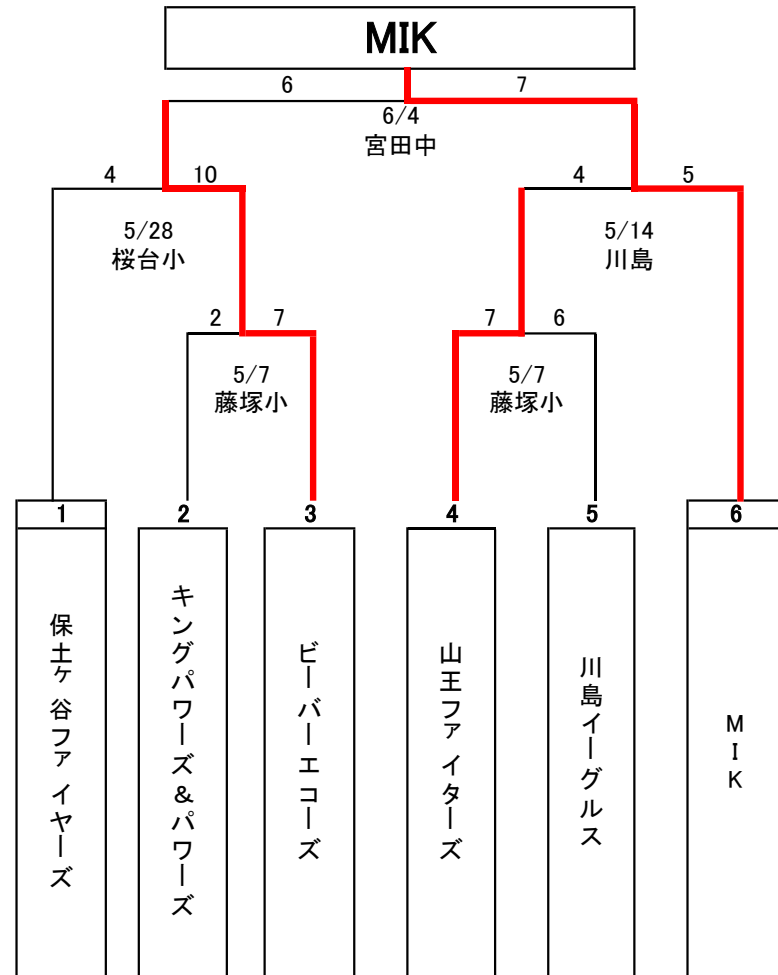 MIK
6 7
6/4
宮田中
4 10 4 5
5/28 5/14
桜台小 川島
2 7 7 6
5/7 5/7
藤塚小 藤塚小
1 2 3 4 5 6
保土ヶ谷ファイヤーズ
キングパワーズ&パワーズ
ビーバーエコーズ
山王ファイターズ
川島イーグルス
MIK